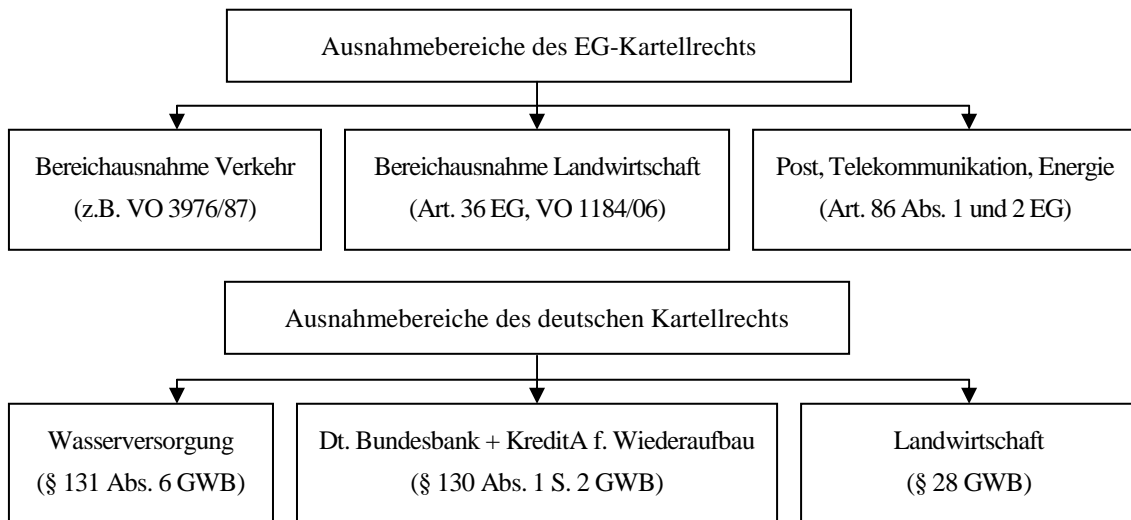 Ausnahmebereiche des EG-Kartellrechts
Bereichausnahme Verkehr
(z.B. VO 3976/87)
Bereichausnahme Landwirtschaft
(Art. 36 EG, VO 1184/06)
Post, Telekommunikation, Energie
(Art. 86 Abs. 1 und 2 EG)
Ausnahmebereiche des deutschen Kartellrechts
Wasserversorgung
(§ 131 Abs. 6 GWB)
Dt. Bundesbank + KreditA f. Wiederaufbau
(§ 130 Abs. 1 S. 2 GWB)
Landwirtschaft
(§ 28 GWB)